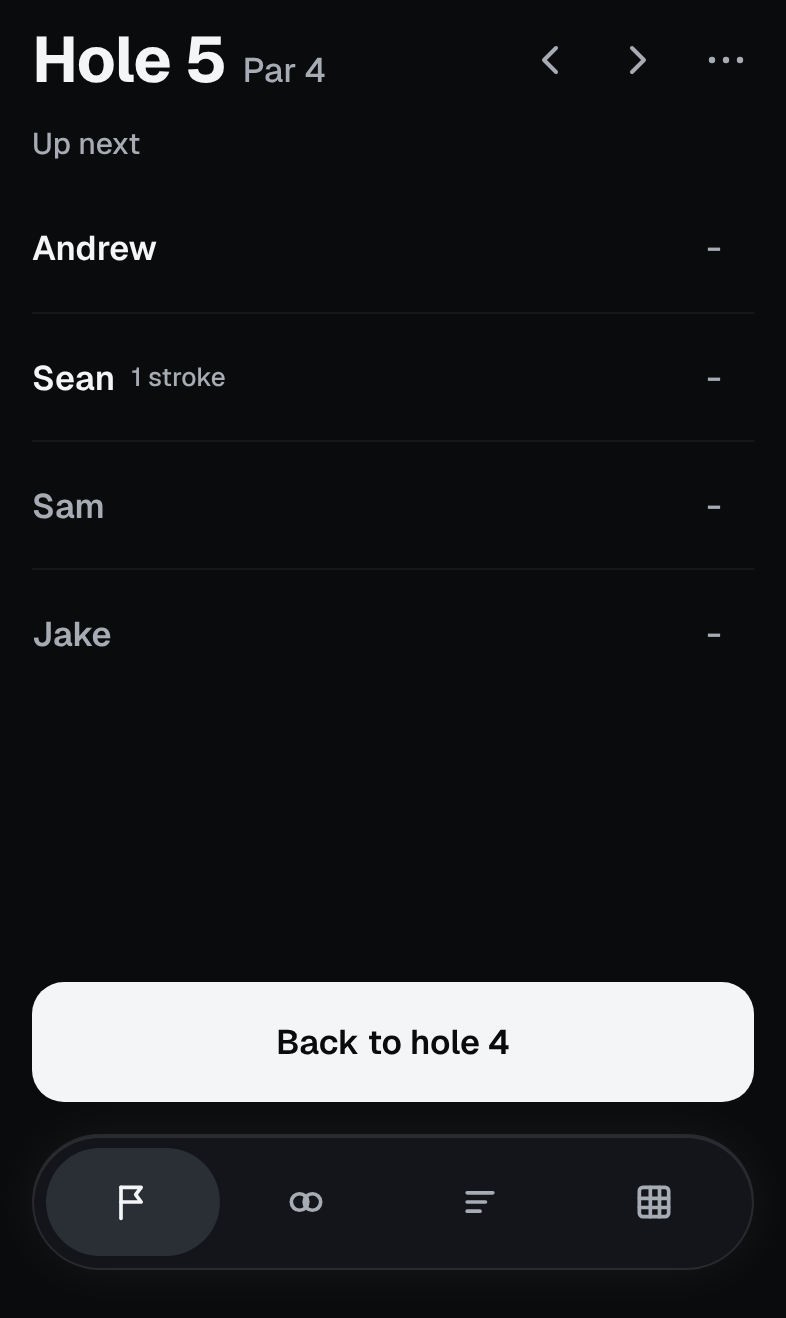 Hole 5 Par 4
Up next
Andrew -
Sean 1 stroke -
Sam -
Jake -
Back to hole 4